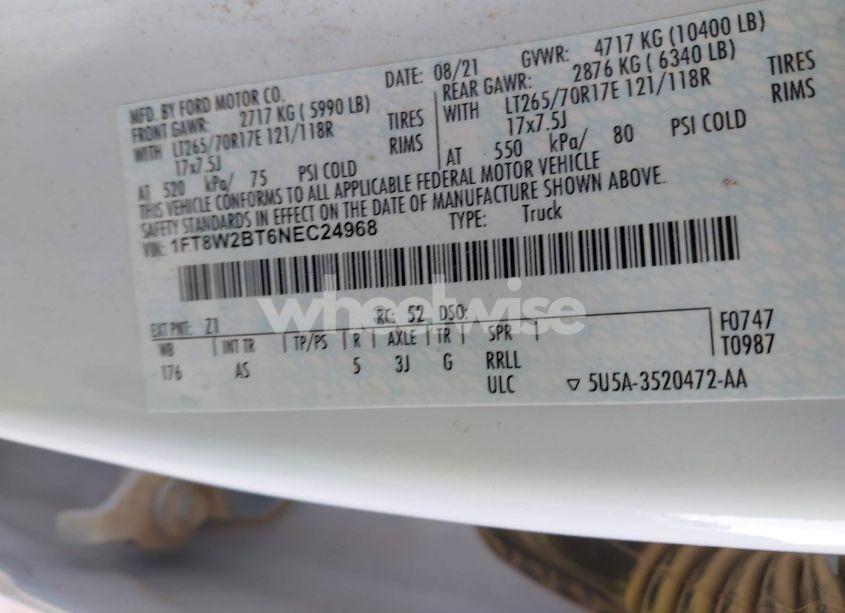 MFD. BY FORD MOTOR CO.
DATE: 08/21 GVWR: 4717 KG (10400 LB)
FRONT GAWR: 2717 KG ( 5990 LB)
REAR GAWR: 2876 KG ( 6340 LB)
WITH LT265/70R17E 121/118R TIRES
WITH LT265/70R17E 121/118R TIRES
17x7.5J RIMS
17x7.5J RIMS
AT 520 kPa/ 75 PSI COLD
AT 550 kPa/ 80 PSI COLD
THIS VEHICLE CONFORMS TO ALL APPLICABLE FEDERAL MOTOR VEHICLE
SAFETY STANDARDS IN EFFECT ON THE DATE OF MANUFACTURE SHOWN ABOVE.
VIN: 1FT8W2BT6NEC24968 TYPE: Truck
wheelwise
EXT PNT: Z1 RC: 52 DSO:
WB INT TR TP/PS R AXLE TR SPR
176 AS 5 3J G RRLL
ULC
F0747
T0987
▽ 5U5A-3520472-AA